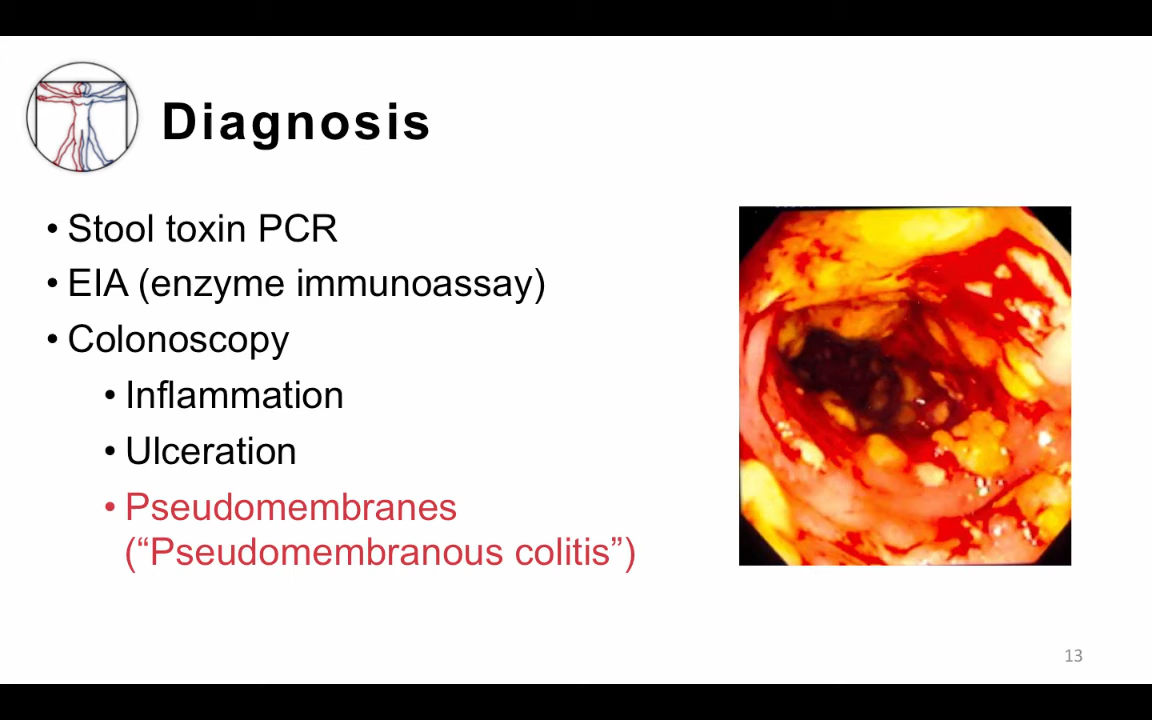 Diagnosis
• Stool toxin PCR
• EIA (enzyme immunoassay)
• Colonoscopy
• Inflammation
• Ulceration
• Pseudomembranes
(“Pseudomembranous colitis”)
13